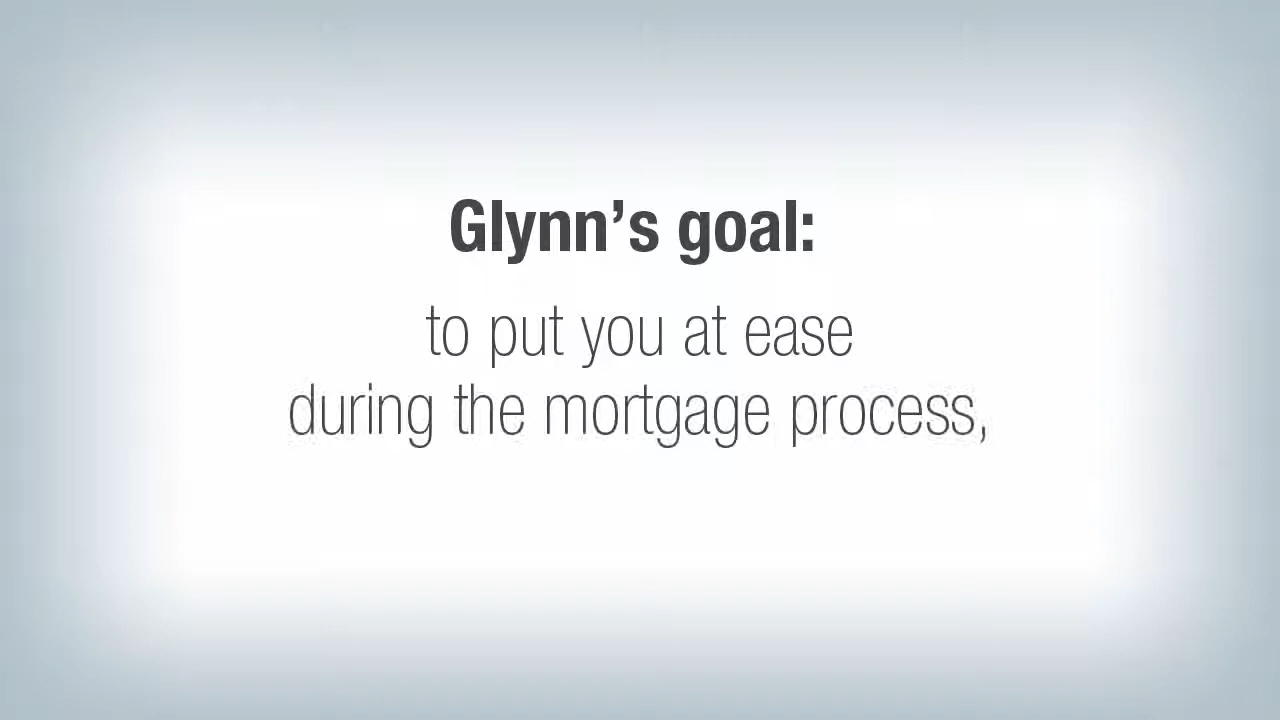 Glynn’s goal:
to put you at ease
during the mortgage process,